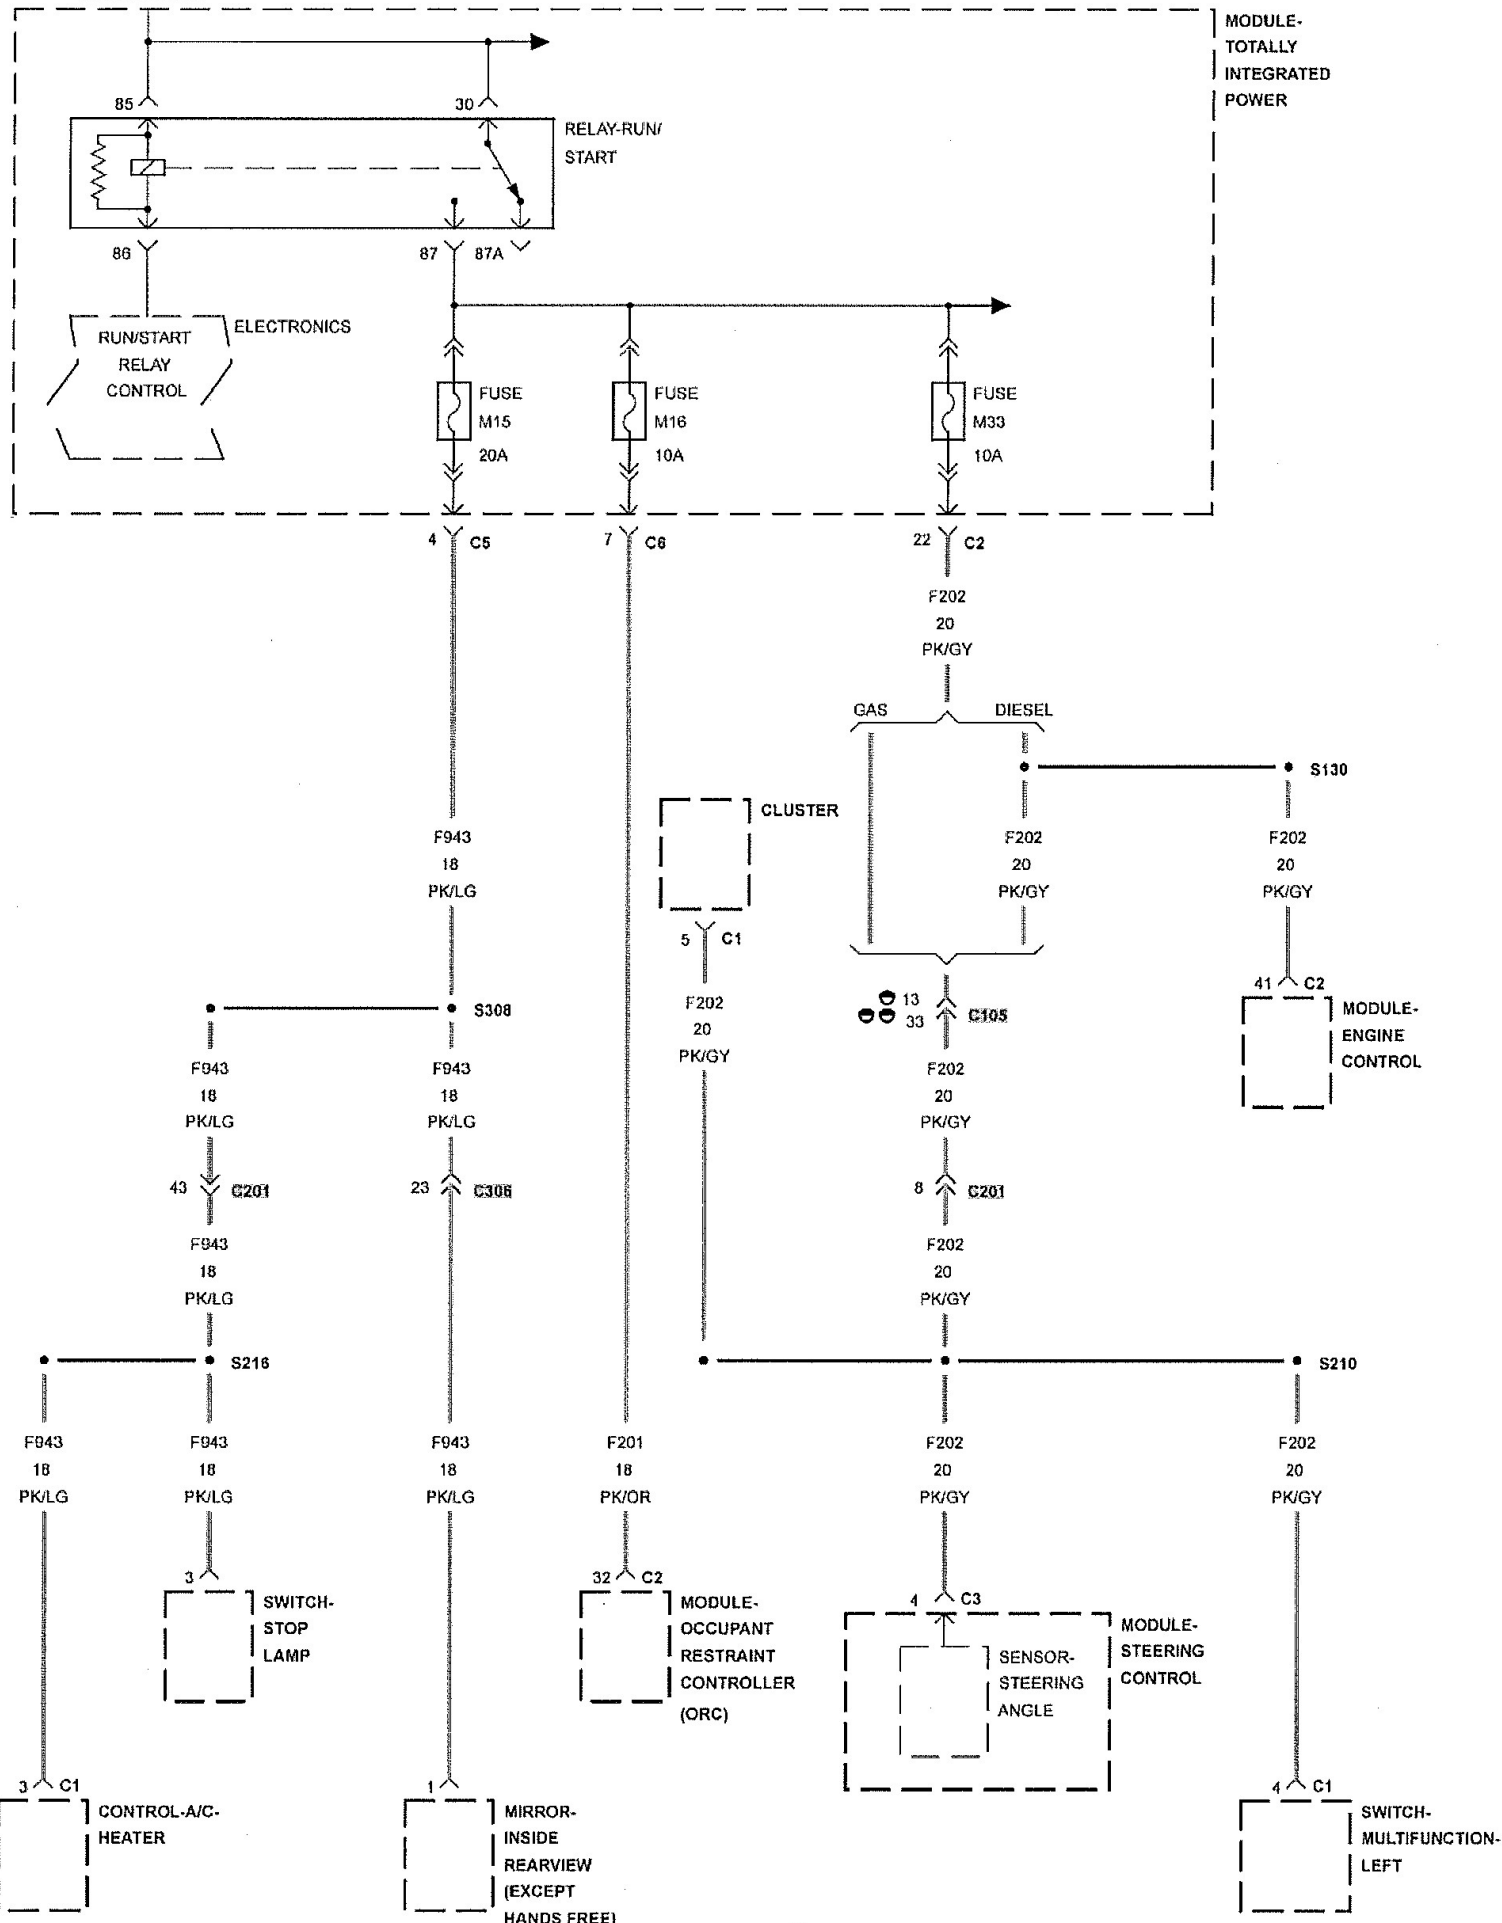 MODULE-
TOTALLY
INTEGRATED
POWER
85
30
RELAY-RUN/
START
86
87
87A
ELECTRONICS
RUN/START
RELAY
CONTROL
FUSE
M15
20A
FUSE
M16
10A
FUSE
M33
10A
4 C5
7 C6
22 C2
F202
20
PK/GY
GAS
DIESEL
S130
CLUSTER
F943
18
PK/LG
F202
20
PK/GY
F202
20
PK/GY
5 C1
41 C2
F202
20
PK/GY
13
33 C105
MODULE-
ENGINE
CONTROL
S308
F943
18
PK/LG
F943
18
PK/LG
F202
20
PK/GY
43 C201
23 C306
8 C201
F943
18
PK/LG
F202
20
PK/GY
S216
S210
F943
18
PK/LG
F943
18
PK/LG
F943
18
PK/LG
F201
18
PK/OR
F202
20
PK/GY
F202
20
PK/GY
3
32 C2
4 C3
SWITCH-
STOP
LAMP
MODULE-
OCCUPANT
RESTRAINT
CONTROLLER
(ORC)
SENSOR-
STEERING
ANGLE
MODULE-
STEERING
CONTROL
3 C1
1
4 C1
CONTROL-A/C-
HEATER
MIRROR-
INSIDE
REARVIEW
(EXCEPT
HANDS FREE)
SWITCH-
MULTIFUNCTION-
LEFT